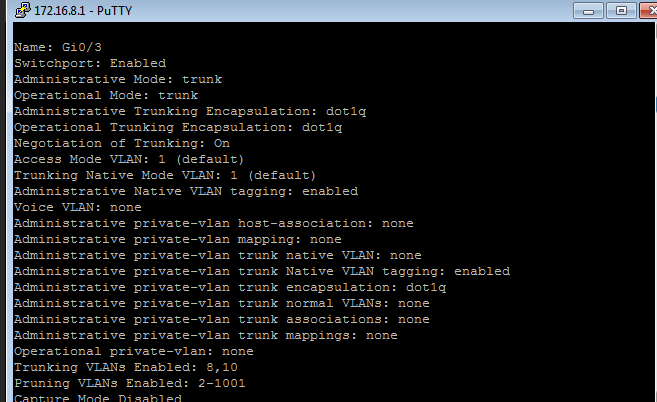 172.16.8.1 - PuTTY
Name: Gi0/3
Switchport: Enabled
Administrative Mode: trunk
Operational Mode: trunk
Administrative Trunking Encapsulation: dot1q
Operational Trunking Encapsulation: dot1q
Negotiation of Trunking: On
Access Mode VLAN: 1 (default)
Trunking Native Mode VLAN: 1 (default)
Administrative Native VLAN tagging: enabled
Voice VLAN: none
Administrative private-vlan host-association: none
Administrative private-vlan mapping: none
Administrative private-vlan trunk native VLAN: none
Administrative private-vlan trunk Native VLAN tagging: enabled
Administrative private-vlan trunk encapsulation: dot1q
Administrative private-vlan trunk normal VLANs: none
Administrative private-vlan trunk associations: none
Administrative private-vlan trunk mappings: none
Operational private-vlan: none
Trunking VLANs Enabled: 8,10
Pruning VLANs Enabled: 2-1001
Capture Mode Disabled